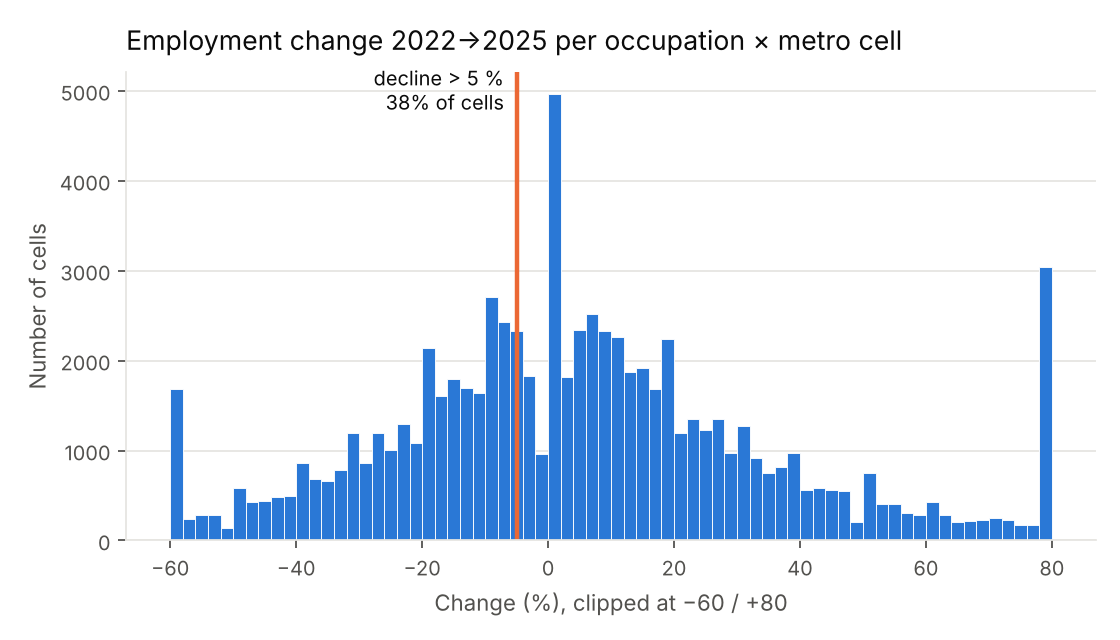 Employment change 2022→2025 per occupation × metro cell
decline > 5 %
38% of cells
5000
4000
3000
2000
1000
0
Number of cells
−60
−40
−20
0
20
40
60
80
Change (%), clipped at −60 / +80